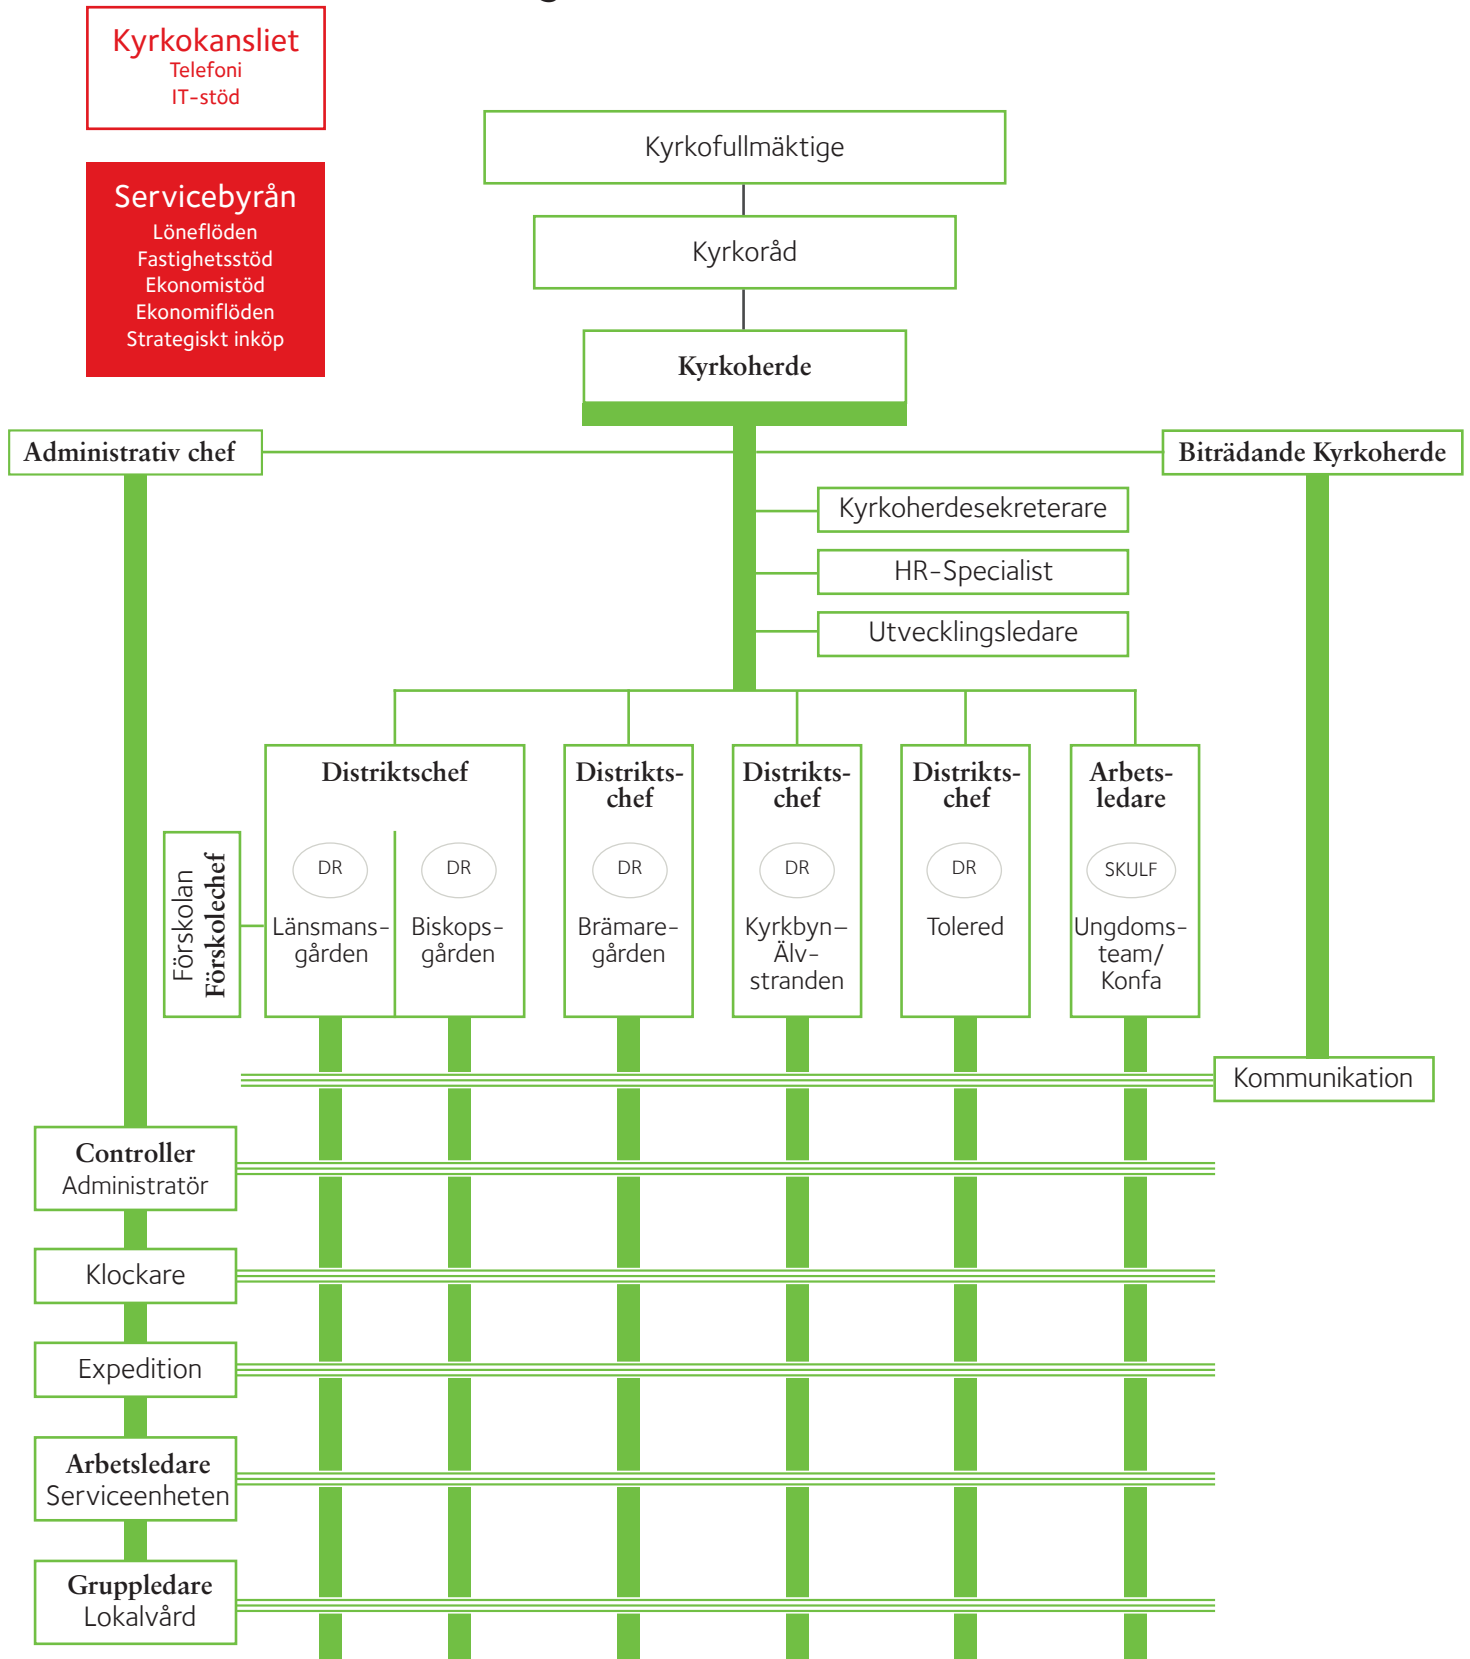 Kyrkokansliet
Telefoni
IT-stöd
Servicebyrån
Löneflöden
Fastighetsstöd
Ekonomistöd
Ekonomiflöden
Strategiskt inköp
Kyrkofullmäktige
Kyrkoråd
Kyrkoherde
Administrativ chef
Biträdande Kyrkoherde
Kyrkoherdesekreterare
HR-Specialist
Utvecklingsledare
Förskolan
Förskolechef
Distriktschef
DR
Länsmans-
gården
DR
Biskops-
gården
Distrikts-
chef
DR
Brämare-
gården
Distrikts-
chef
DR
Kyrkbyn–
Älv-
stranden
Distrikts-
chef
DR
Tolered
Arbets-
ledare
SKULF
Ungdoms-
team/
Konfa
Kommunikation
Controller
Administratör
Klockare
Expedition
Arbetsledare
Serviceenheten
Gruppledare
Lokalvård